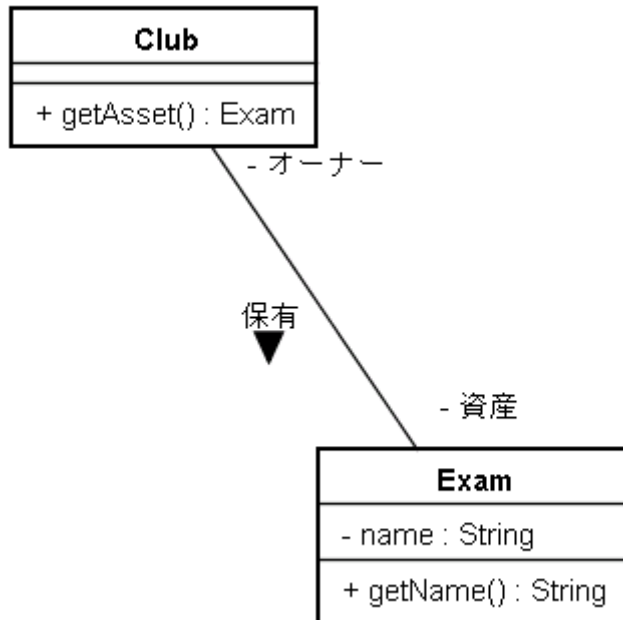 Club
+ getAsset() : Exam
- オーナー
保有
- 資産
Exam
- name : String
+ getName() : String